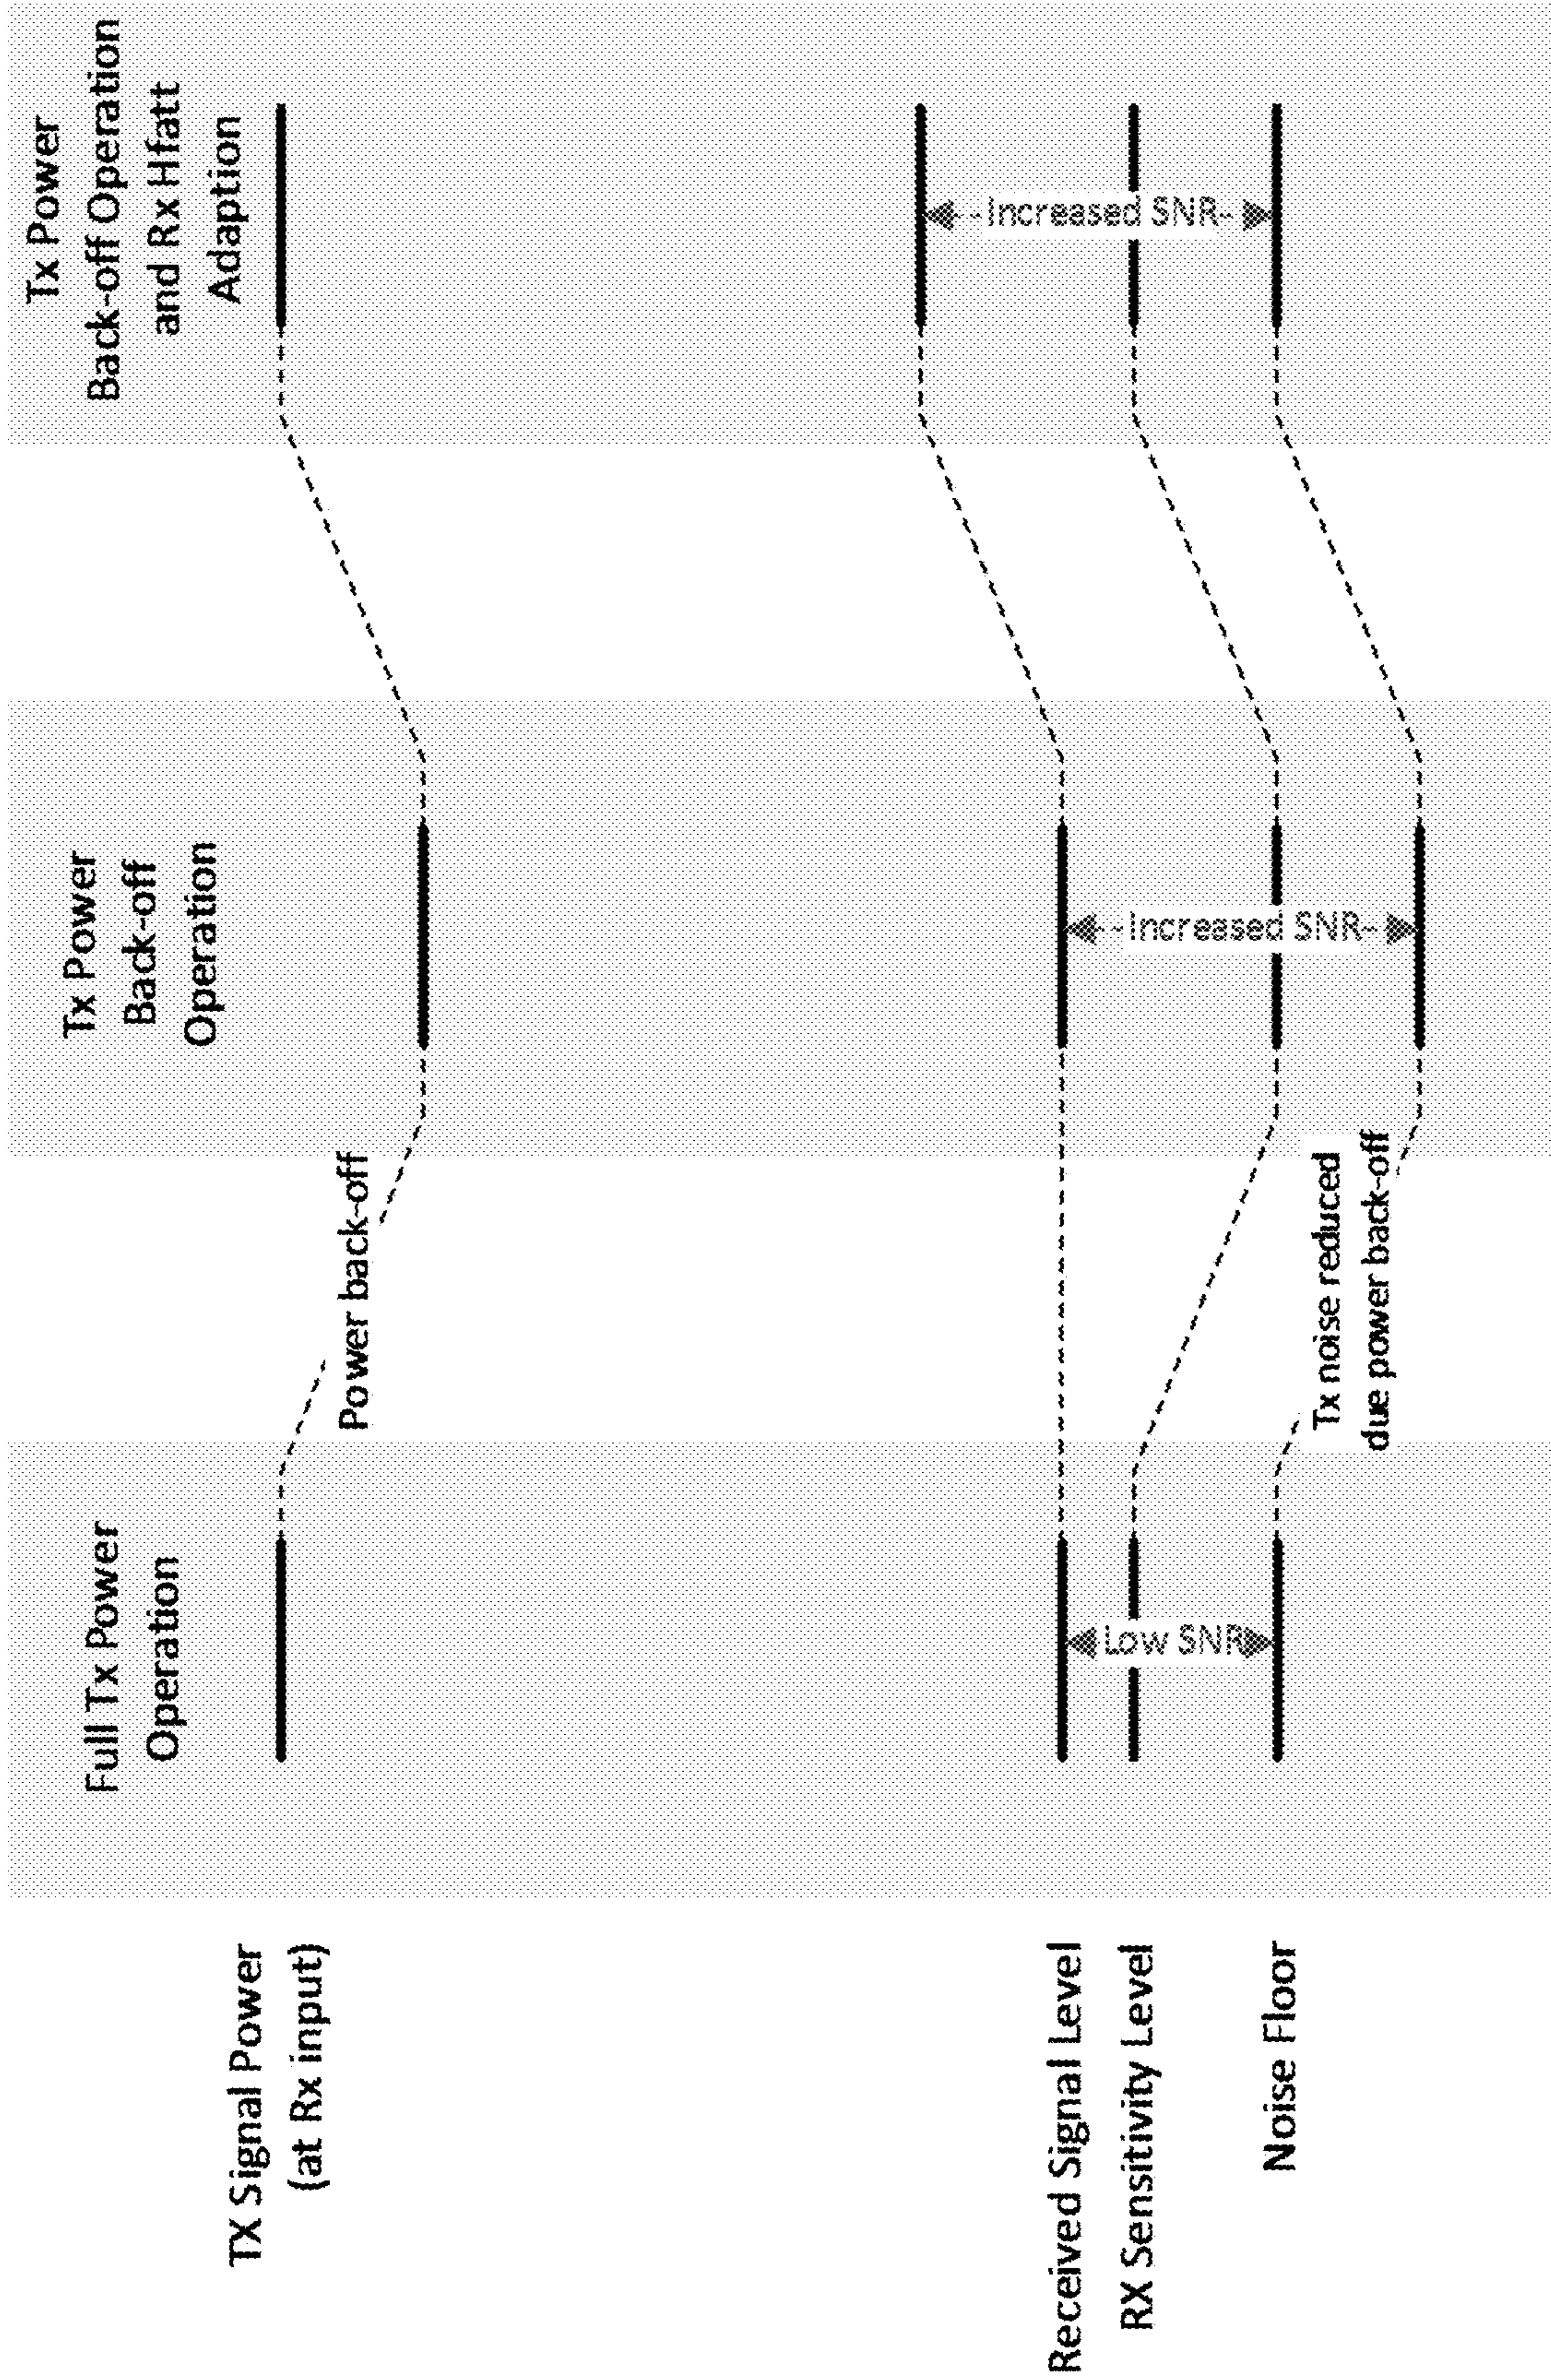 Full Tx Power
Operation
Tx Power
Back-off
Operation
Tx Power
Back-off Operation
and Rx Hfatt
Adaption
TX Signal Power
(at Rx input)
Power back-off
Received Signal Level
RX Sensitivity Level
Noise Floor
Low SNR
Increased SNR
Increased SNR
Tx noise reduced
due power back-off